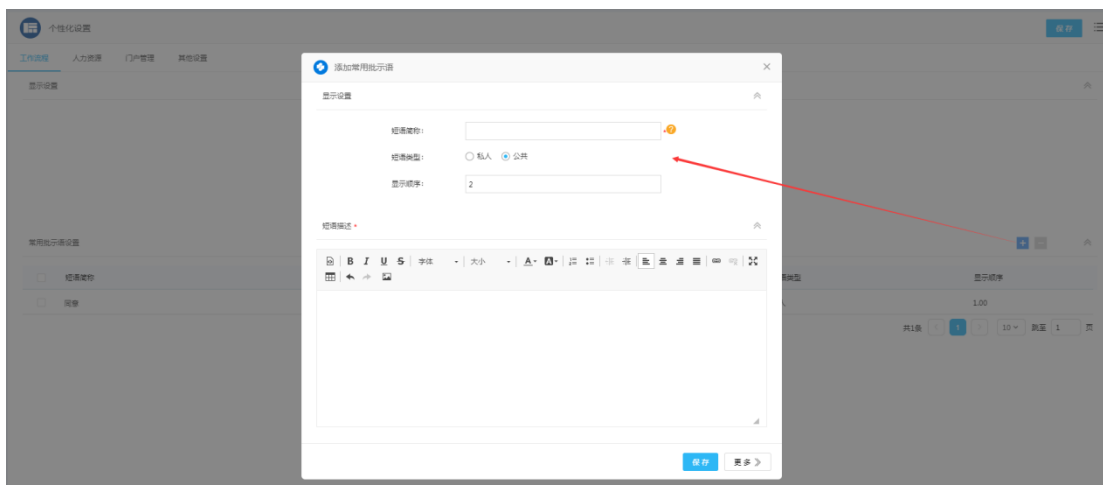 个性化设置
保存
工作流程 人力资源 门户管理 其他设置
显示设置
添加常用批示语
显示设置
短语简称:
短语类型: 私人 公共
显示顺序: 2
短语描述
常用批示语设置
B I U S 字体 大小 A A
短语简称 显示顺序
同意 1.00
共1条 1 10 跳至 1 页
保存 更多